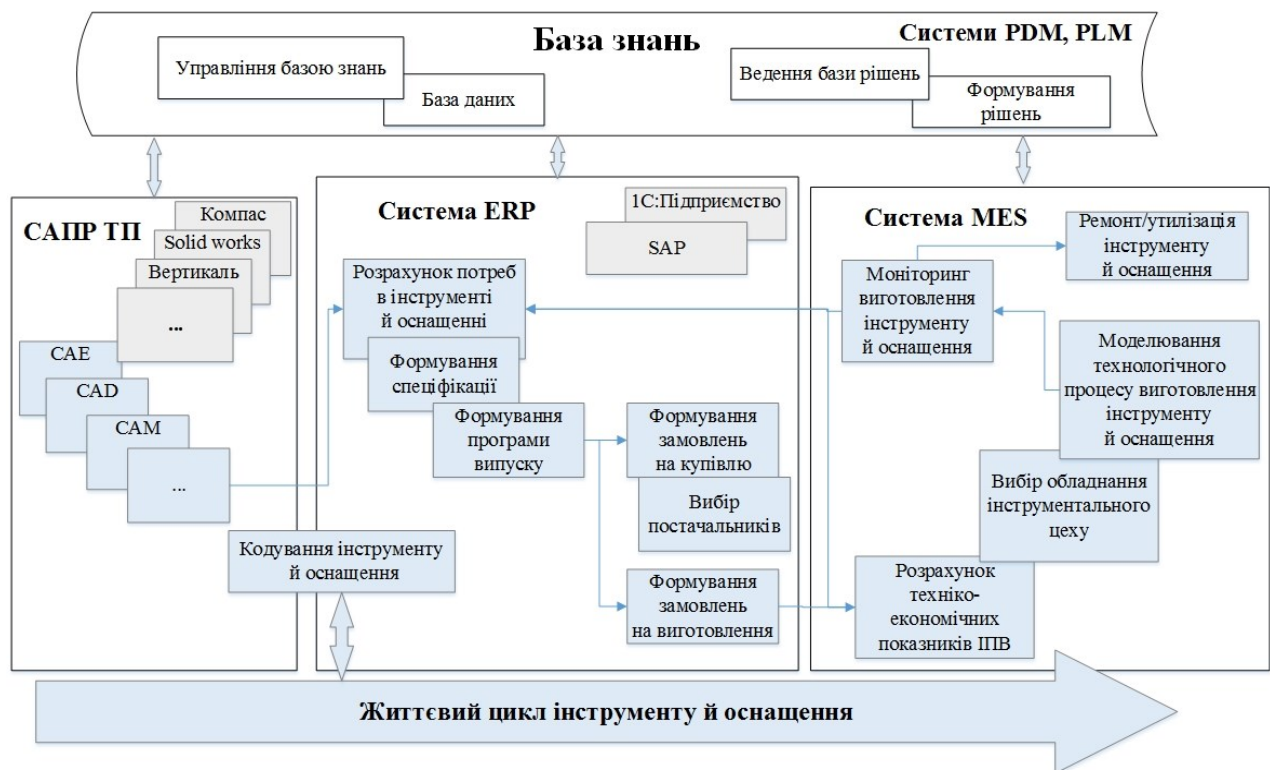 База знань
Системи PDM, PLM
Управління базою знань
База даних
Ведення бази рішень
Формування
рішень
САПР ТП
Компас
Solid works
Вертикаль
...
CAE
CAD
CAM
...
Система ERP
1С:Підприємство
SAP
Розрахунок потреб
в інструменті
й оснащенні
Формування
спеціфікації
Формування
програми
випуску
Формування
замовлень
на купівлю
Вибір
постачальників
Кодування інструменту
й оснащення
Формування
замовлень
на виготовлення
Система MES
Ремонт/утилізація
інструменту
й оснащення
Моніторинг
виготовлення
інструменту
й оснащення
Моделювання
технологічного
процесу виготовлення
інструменту
й оснащення
Вибір обладнання
інструментального
цеху
Розрахунок
техніко-
економічних
показників ІПВ
Життєвий цикл інструменту й оснащення